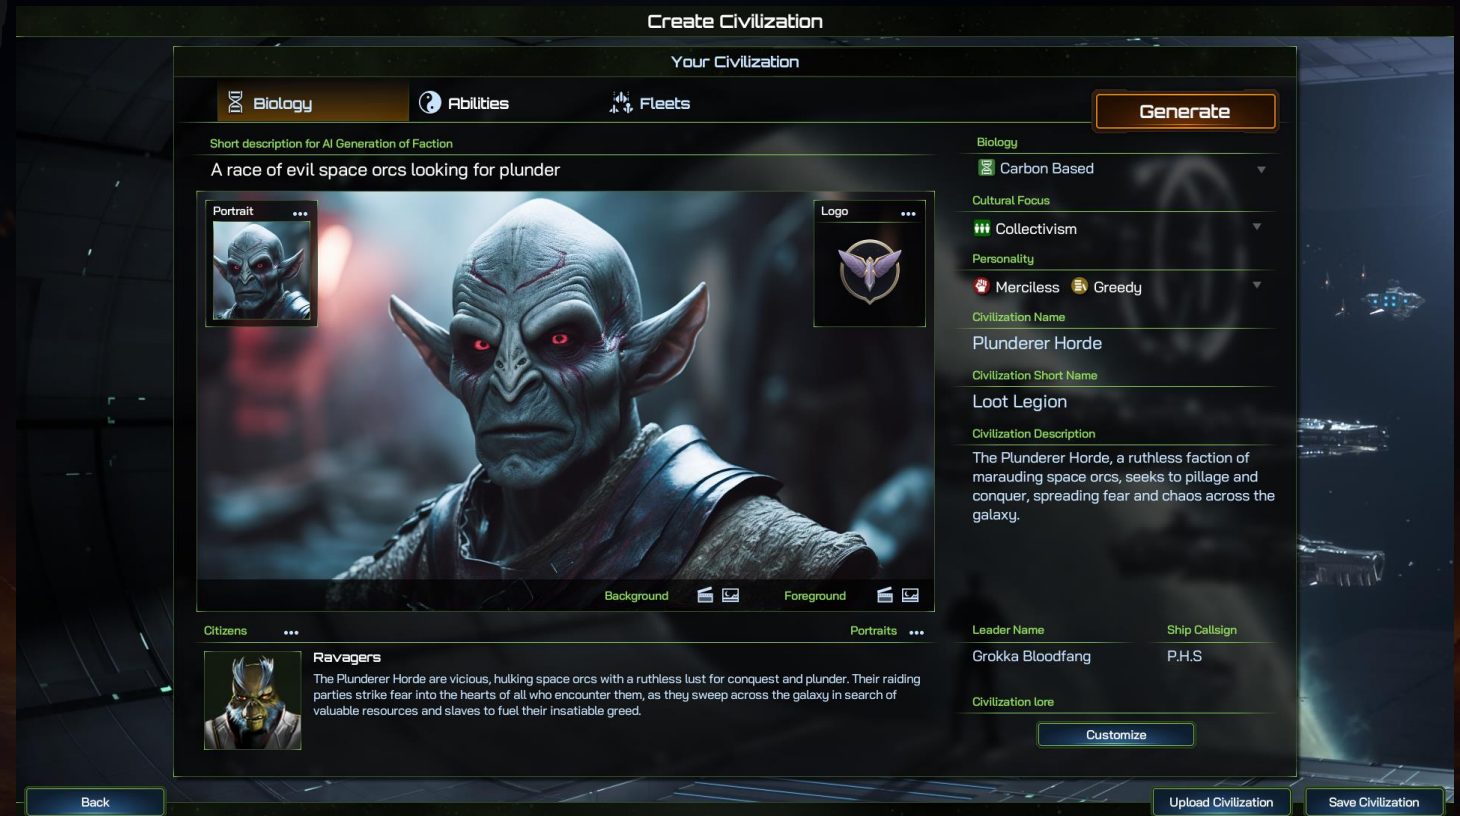 Create Civilization
Your Civilization
Biology
Abilities
Fleets
Generate
Short description for AI Generation of Faction
A race of evil space orcs looking for plunder
Portrait
Logo
Background
Foreground
Citizens
Portraits
Ravagers
The Plunderer Horde are vicious, hulking space orcs with a ruthless lust for conquest and plunder. Their raiding
parties strike fear into the hearts of all who encounter them, as they sweep across the galaxy in search of
valuable resources and slaves to fuel their insatiable greed.
Biology
Carbon Based
Cultural Focus
Collectivism
Personality
Merciless Greedy
Civilization Name
Plunderer Horde
Civilization Short Name
Loot Legion
Civilization Description
The Plunderer Horde, a ruthless faction of
marauding space orcs, seeks to pillage and
conquer, spreading fear and chaos across the
galaxy.
Leader Name
Grokka Bloodfang
Ship Callsign
P.H.S
Civilization lore
Customize
Back
Upload Civilization
Save Civilization